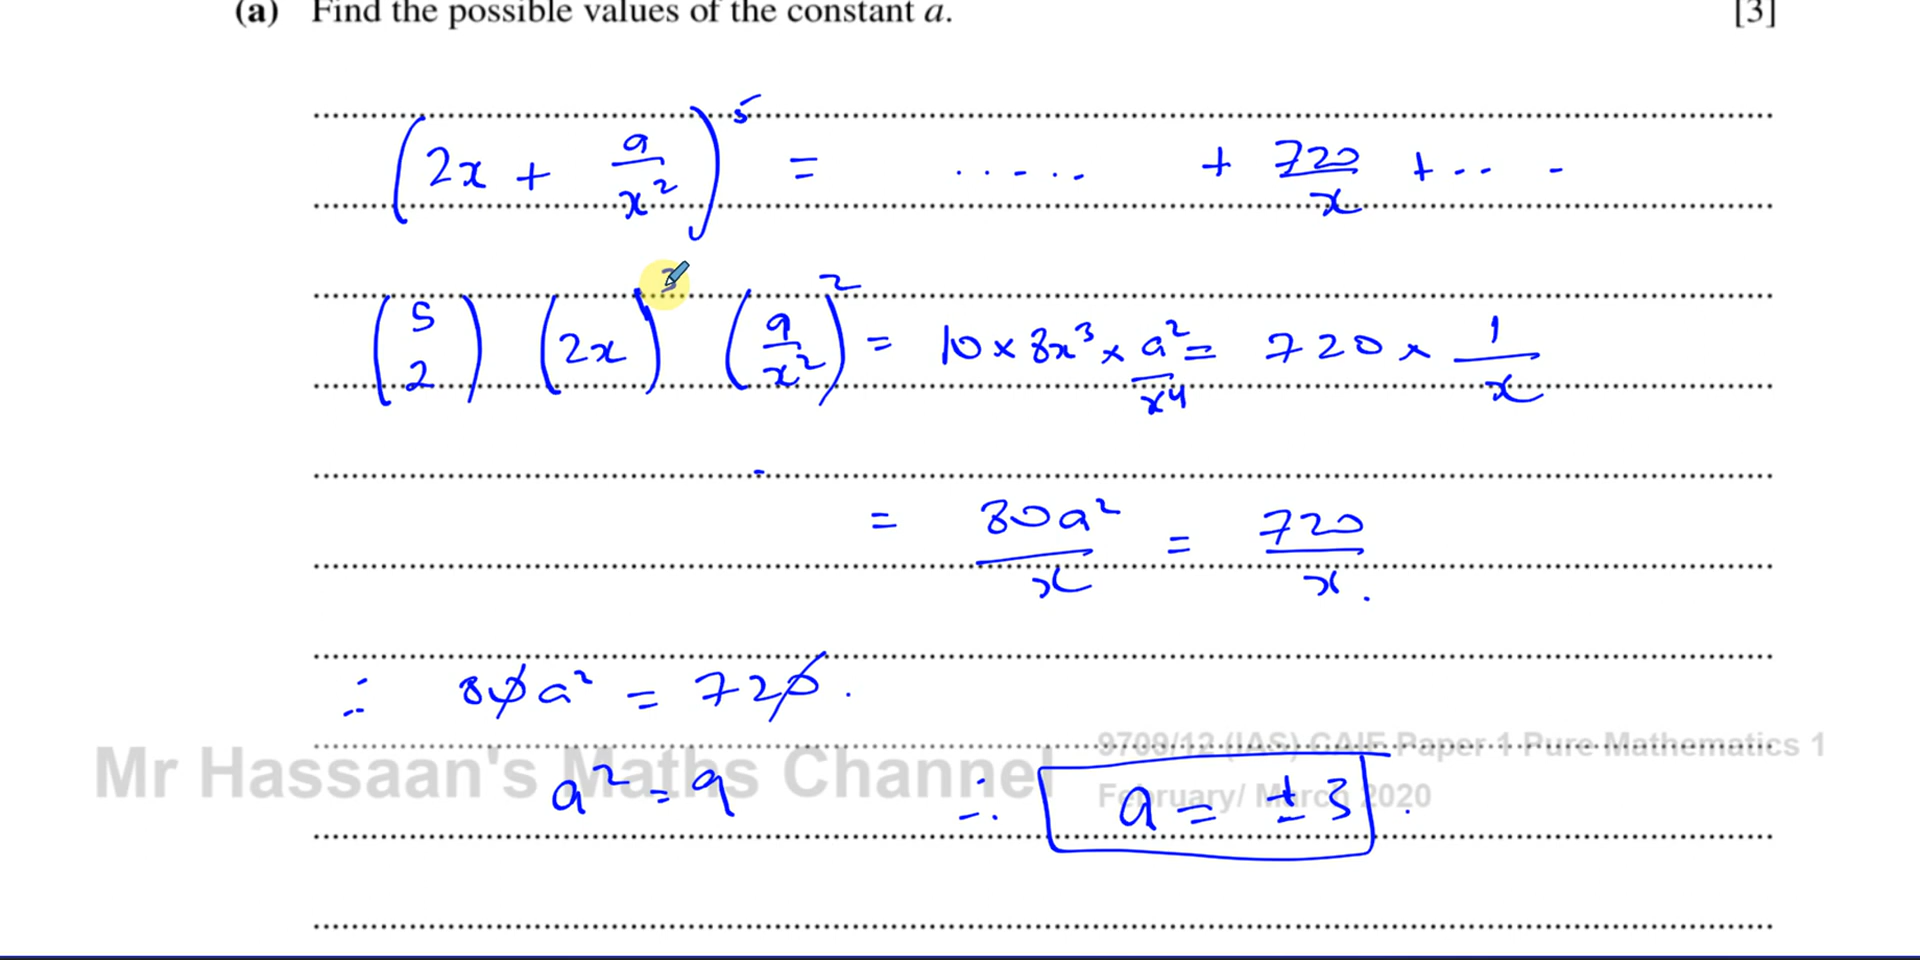 (a) Find the possible values of the constant a. [3]
(2x + a/x²)⁵ = ..... + 720/x + .. -
(5 2) (2x)³ (a/x²)² = 10 × 8x³ × a²/x⁴ = 720 × 1/x
= 80a²/x = 720/x.
∴ 80a² = 720.
9709/12 (IAS) CAIE Paper 1 Pure Mathematics 1
Mr Hassaan's Maths Channel
February/ March 2020
a² = 9 ∴ a = ±3.